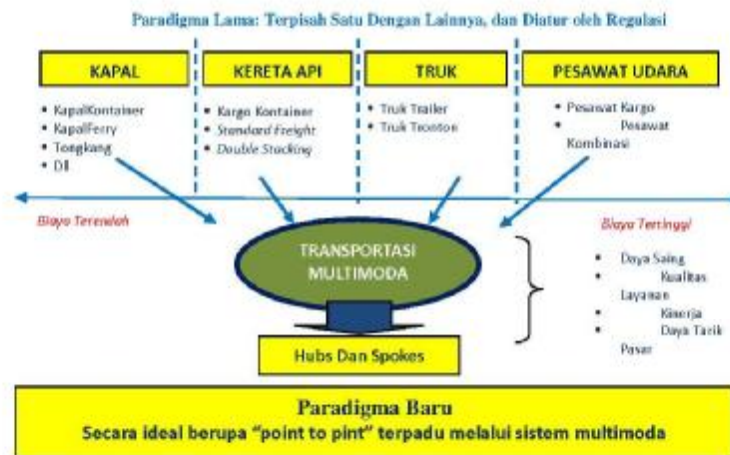 Paradigma Lama: Terpisah Satu Dengan Lainnya, dan Diatur oleh Regulasi
KAPAL
KERETA API
TRUK
PESAWAT UDARA
• KapalKontainer
• KapalFerry
• Tongkang
• Dll
• Kargo Kontainer
• Standard Freight
• Double Stacking
• Truk Trailer
• Truk Tronton
• Pesawat Kargo
• Pesawat
Kombinasi
Biaya Terendah
Biaya Tertinggi
TRANSPORTASI
MULTIMODA
• Daya Saing
• Kualitas
Layanan
• Kinerja
• Daya Tarik
Pasar
Hubs Dan Spokes
Paradigma Baru
Secara ideal berupa “point to pint” terpadu melalui sistem multimoda